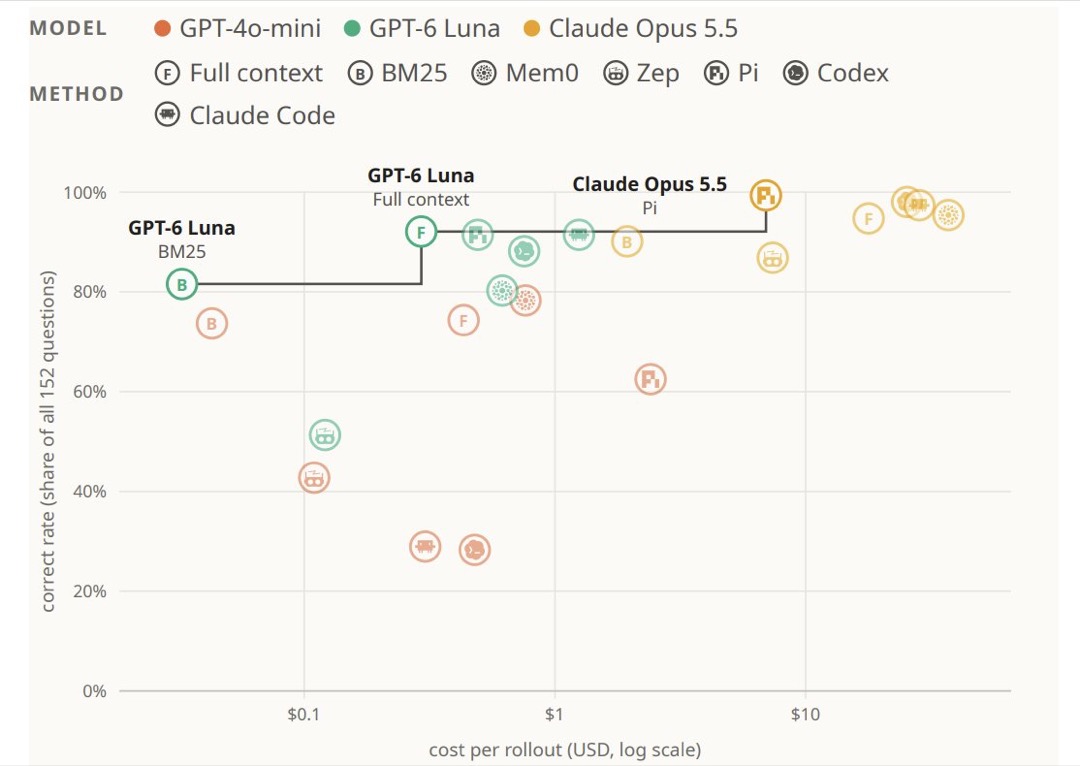 MODEL GPT-4o-mini GPT-6 Luna Claude Opus 5.5
METHOD F Full context B BM25 Mem0 Zep Pi Codex
Claude Code
GPT-6 Luna
Full context
Claude Opus 5.5
Pi
GPT-6 Luna
BM25
100%
80%
60%
40%
20%
0%
correct rate (share of all 152 questions)
B
F
B
F
B
F
$0.1 $1 $10
cost per rollout (USD, log scale)